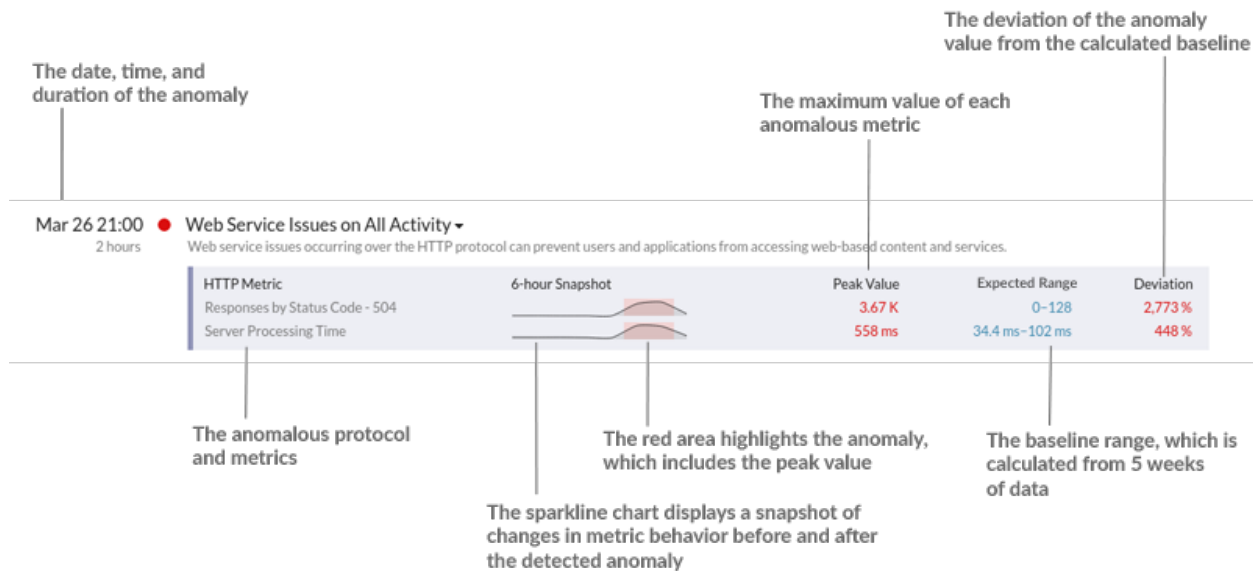 The deviation of the anomaly
value from the calculated baseline
The date, time, and
duration of the anomaly
The maximum value of each
anomalous metric
Mar 26 21:00 Web Service Issues on All Activity
2 hours Web service issues occurring over the HTTP protocol can prevent users and applications from accessing web-based content and services.
HTTP Metric 6-hour Snapshot Peak Value Expected Range Deviation
Responses by Status Code - 504 3.67 K 0–128 2,773 %
Server Processing Time 558 ms 34.4 ms–102 ms 448 %
The anomalous protocol
and metrics
The red area highlights the anomaly,
which includes the peak value
The baseline range, which is
calculated from 5 weeks
of data
The sparkline chart displays a snapshot of
changes in metric behavior before and after
the detected anomaly